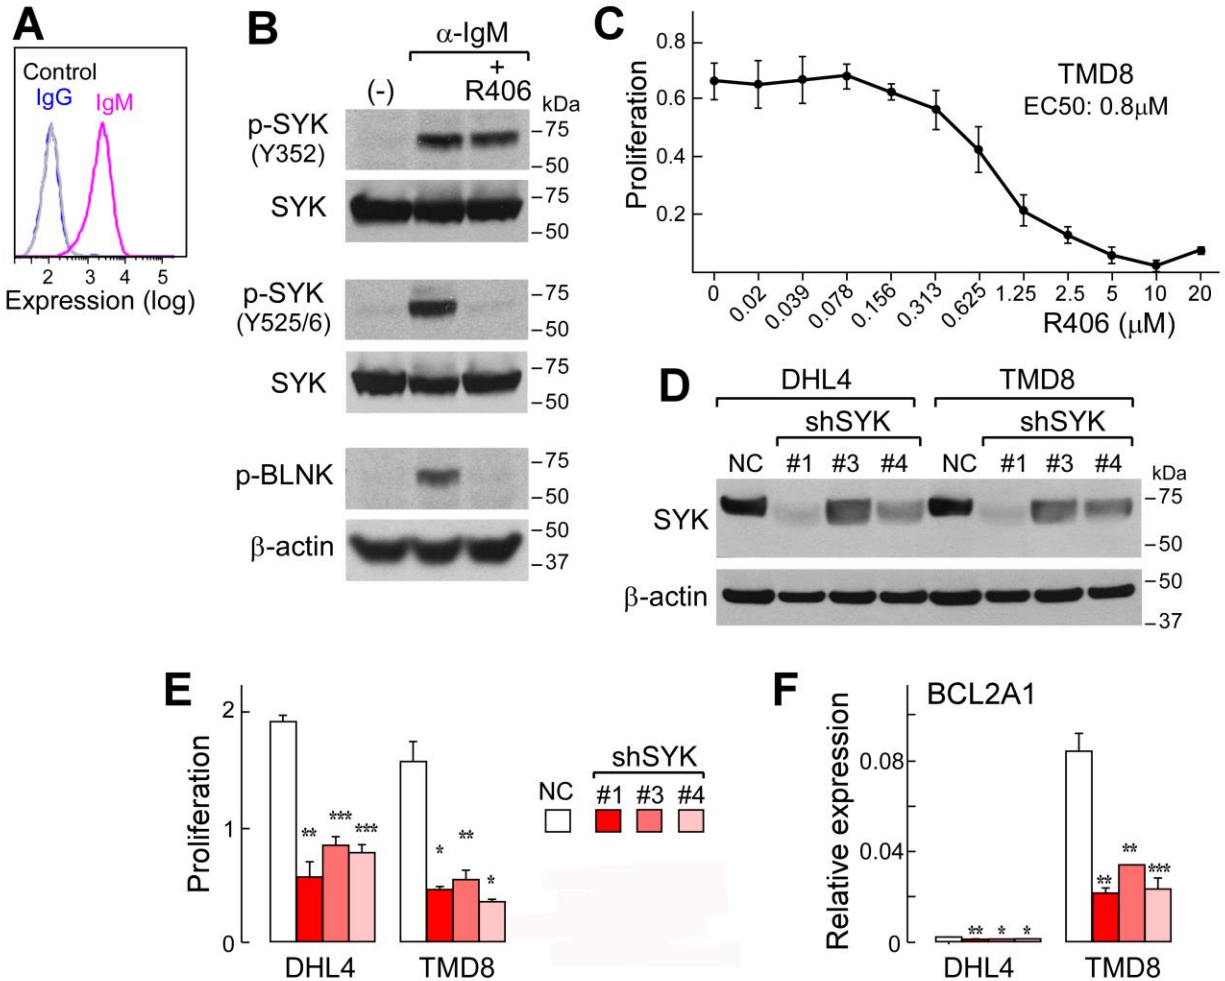 A
Control
IgG
IgM
2 3 4 5
Expression (log)
B
α-IgM
(-)
+
R406
kDa
p-SYK
(Y352)
75
50
SYK
75
50
p-SYK
(Y525/6)
75
50
SYK
75
50
p-BLNK
75
50
β-actin
50
37
C
TMD8
EC50: 0.8μM
Proliferation
0.8
0.6
0.4
0.2
0 0.02 0.039 0.078 0.156 0.313 0.625 1.25 2.5 5 10 20
R406 (μM)
D
DHL4 TMD8
shSYK shSYK
NC #1 #3 #4 NC #1 #3 #4
kDa
SYK
75
50
β-actin
50
37
E
Proliferation
2
1
0
** *** ***
* ** *
DHL4 TMD8
shSYK
NC #1 #3 #4
F
BCL2A1
Relative expression
0.08
0.04
0
** * *
** ** ***
DHL4 TMD8